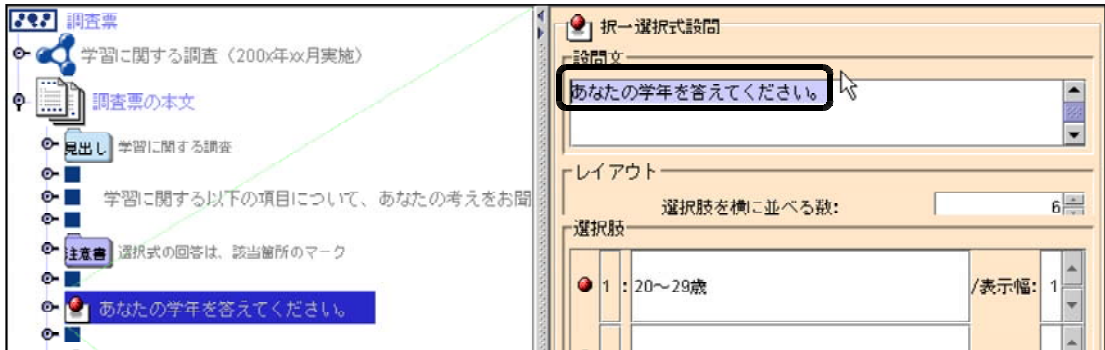 調査票
学習に関する調査（200x年xx月実施）
調査票の本文
見出し 学習に関する調査
学習に関する以下の項目について、あなたの考えをお聞
注意書 選択式の回答は、該当箇所のマーク
あなたの学年を答えてください。
択一選択式設問
設問文
あなたの学年を答えてください。
レイアウト
選択肢を横に並べる数: 6
選択肢
1 : 20～29歳 /表示幅: 1